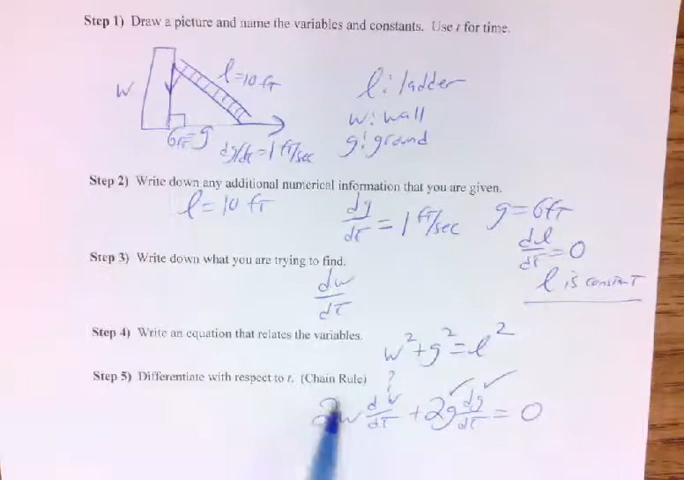 Step 1) Draw a picture and name the variables and constants. Use t for time.
w
l = 10 ft
6ft = g
dg/dt = 1 ft/sec
l: ladder
w: wall
g: ground
Step 2) Write down any additional numerical information that you are given.
l = 10 ft
dg/dt = 1 ft/sec
g = 6ft
dl/dt = 0
l is constant
Step 3) Write down what you are trying to find.
dw/dt
Step 4) Write an equation that relates the variables.
w² + g² = l²
Step 5) Differentiate with respect to t. (Chain Rule)
?
2w dw/dt + 2g dg/dt = 0